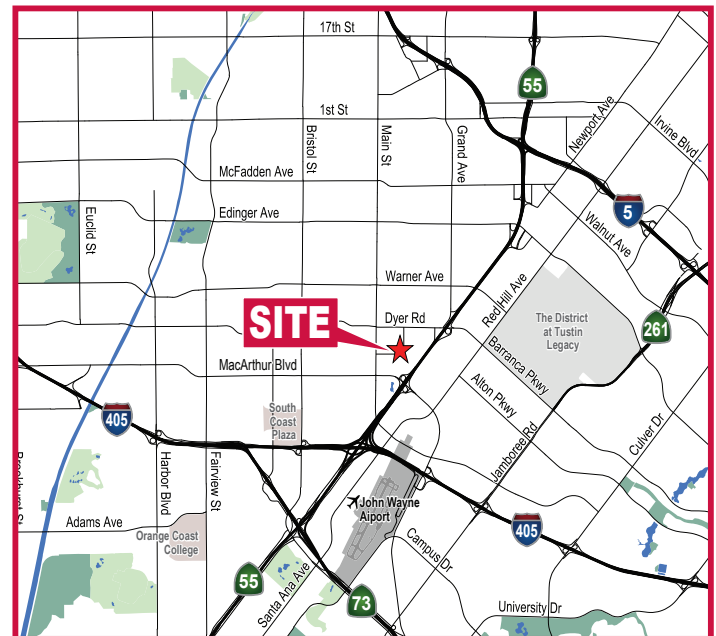 17th St
55
Newport Ave
Irvine Blvd
1st St
Bristol St
Main St
Grand Ave
McFadden Ave
5
Euclid St
Edinger Ave
Walnut Ave
Warner Ave
Red Hill Ave
SITE
Dyer Rd
The District
at Tustin
Legacy
261
MacArthur Blvd
Barranca Pkwy
Alton Pkwy
405
South
Coast
Plaza
Jamboree Rd
Culver Dr
Harbor Blvd
Fairview St
John Wayne
Aiport
Adams Ave
Orange Coast
College
405
Campus Dr
55
Santa Ana Ave
73
University Dr